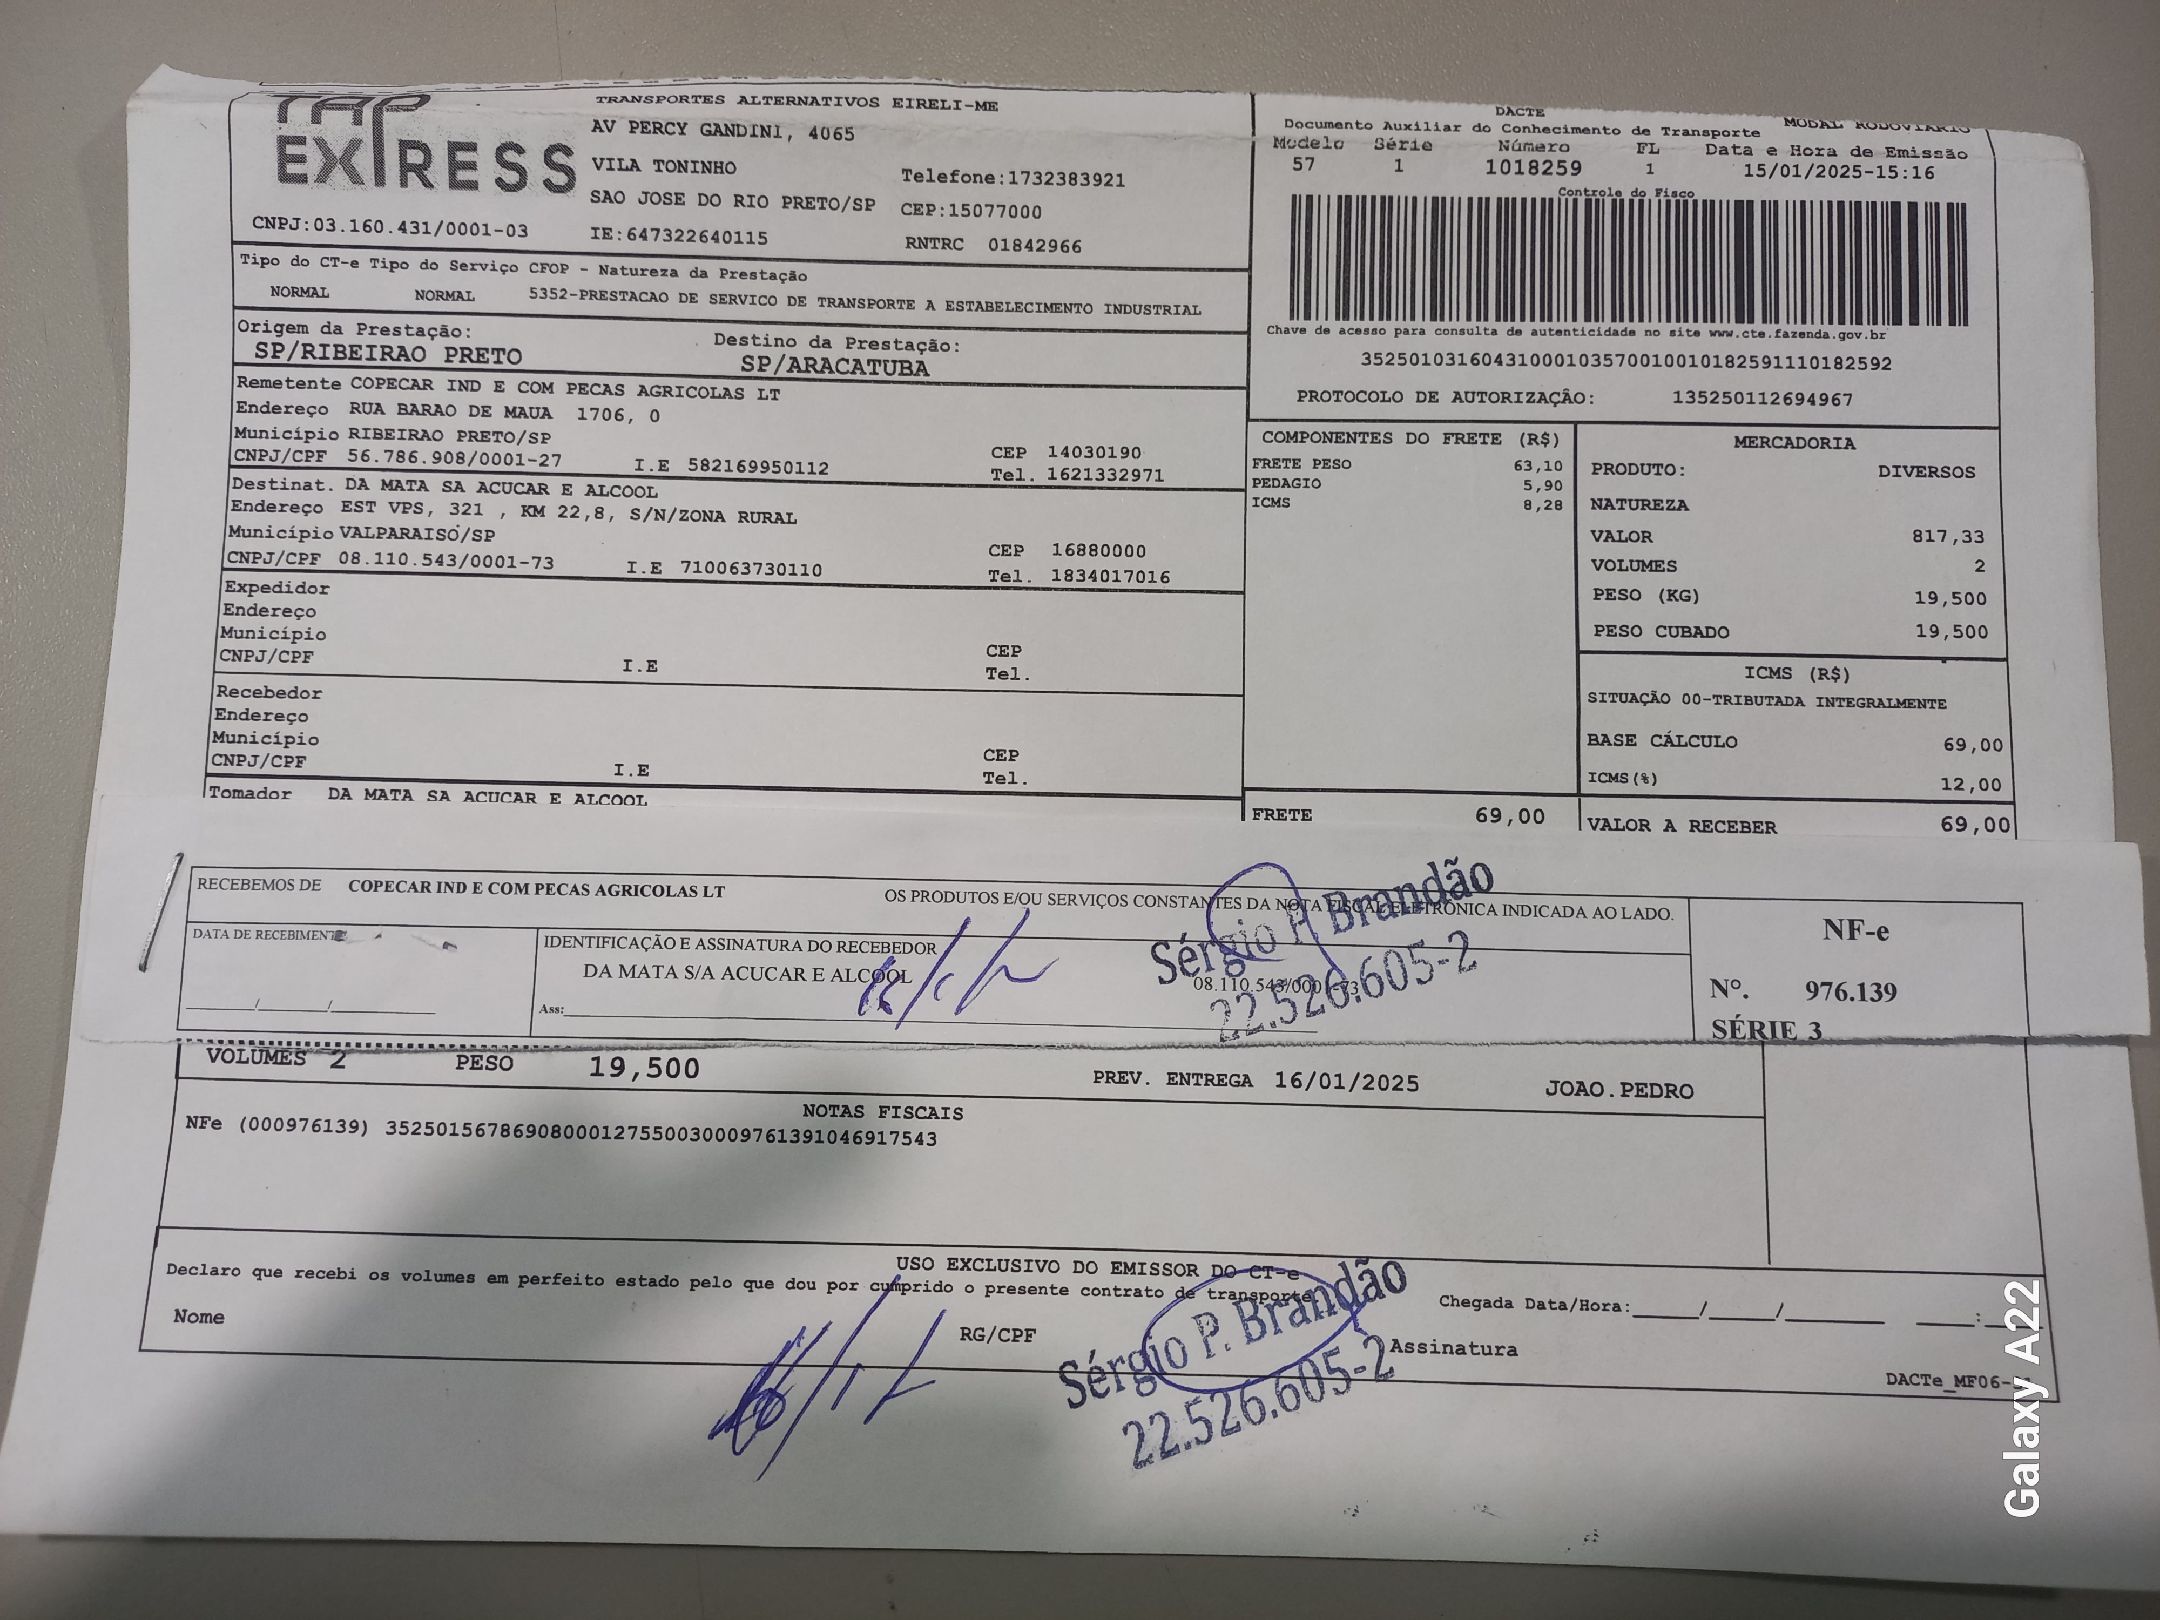 TAP EXPRESS
TRANSPORTES ALTERNATIVOS EIRELI-ME
AV PERCY GANDINI, 4065
VILA TONINHO
Telefone:1732383921
SAO JOSE DO RIO PRETO/SP CEP:15077000
CNPJ:03.160.431/0001-03 IE:647322640115 RNTRC 01842966
DACTE
Documento Auxiliar do Conhecimento de Transporte MODAL RODOVIARIO
Modelo Série Número FL Data e Hora de Emissão
57 1 1018259 1 15/01/2025-15:16
Controle do Fisco
Chave de acesso para consulta de autenticidade no site www.cte.fazenda.gov.br
35250103160431000103570010010182591110182592
PROTOCOLO DE AUTORIZAÇÃO: 135250112694967
Tipo do CT-e Tipo do Serviço CFOP - Natureza da Prestação
NORMAL NORMAL 5352-PRESTACAO DE SERVICO DE TRANSPORTE A ESTABELECIMENTO INDUSTRIAL
Origem da Prestação: Destino da Prestação:
SP/RIBEIRAO PRETO SP/ARACATUBA
Remetente COPECAR IND E COM PECAS AGRICOLAS LT
Endereço RUA BARAO DE MAUA 1706, 0
Município RIBEIRAO PRETO/SP CEP 14030190
CNPJ/CPF 56.786.908/0001-27 I.E 582169950112 Tel. 1621332971
Destinat. DA MATA SA ACUCAR E ALCOOL
Endereço EST VPS, 321 , KM 22,8, S/N/ZONA RURAL
Município VALPARAISO/SP CEP 16880000
CNPJ/CPF 08.110.543/0001-73 I.E 710063730110 Tel. 1834017016
Expedidor
Endereço
Município CEP
CNPJ/CPF I.E Tel.
Recebedor
Endereço
Município CEP
CNPJ/CPF I.E Tel.
Tomador DA MATA SA ACUCAR E ALCOOL
COMPONENTES DO FRETE (R$)
FRETE PESO 63,10
PEDAGIO 5,90
ICMS 8,28
FRETE 69,00
MERCADORIA
PRODUTO: DIVERSOS
NATUREZA
VALOR 817,33
VOLUMES 2
PESO (KG) 19,500
PESO CUBADO 19,500
ICMS (R$)
SITUAÇÃO 00-TRIBUTADA INTEGRALMENTE
BASE CÁLCULO 69,00
ICMS(%) 12,00
VALOR A RECEBER 69,00
RECEBEMOS DE COPECAR IND E COM PECAS AGRICOLAS LT OS PRODUTOS E/OU SERVIÇOS CONSTANTES DA NOTA FISCAL ELETRÔNICA INDICADA AO LADO.
DATA DE RECEBIMENTO
___/___/___
IDENTIFICAÇÃO E ASSINATURA DO RECEBEDOR
DA MATA S/A ACUCAR E ALCOOL 08.110.543/0001-73
Ass:
Sérgio P. Brandão
22.526.605-2
NF-e
Nº. 976.139
SÉRIE 3
VOLUMES 2 PESO 19,500 PREV. ENTREGA 16/01/2025 JOAO.PEDRO
NOTAS FISCAIS
NFe (000976139) 35250156786908000127550030009761391046917543
USO EXCLUSIVO DO EMISSOR DO CT-e
Declaro que recebi os volumes em perfeito estado pelo que dou por cumprido o presente contrato de transporte
Chegada Data/Hora:___/___/___ ___:___
Nome RG/CPF Assinatura
Sérgio P. Brandão
22.526.605-2
DACTe_MF06-
Galaxy A22